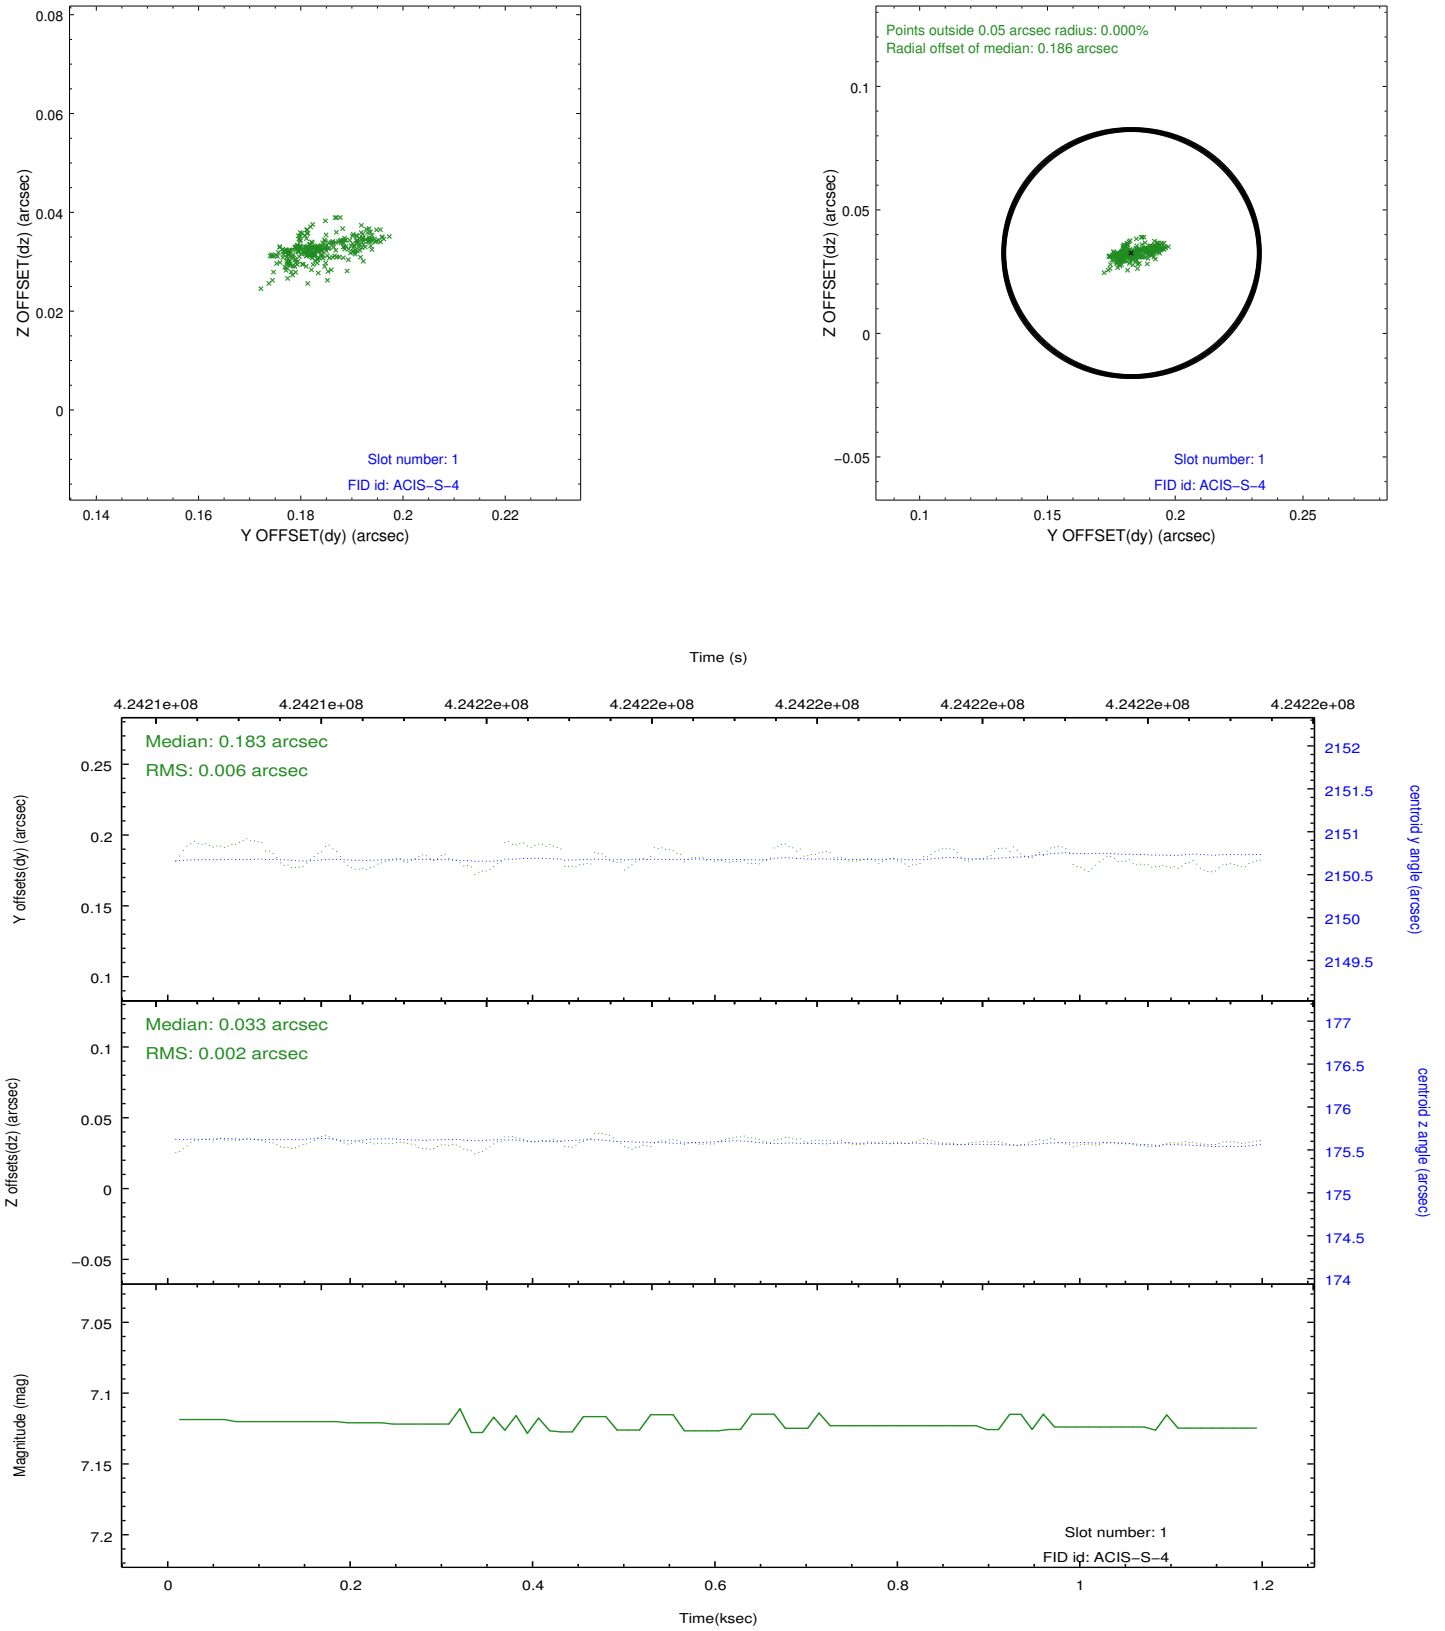 0.08
0.06
0.04
0.02
0
Z OFFSET(dz) (arcsec)
Slot number: 1
FID id: ACIS−S−4
0.14
0.16
0.18
0.2
0.22
Y OFFSET(dy) (arcsec)
Points outside 0.05 arcsec radius: 0.000%
Radial offset of median: 0.186 arcsec
0.1
0.05
0
−0.05
Z OFFSET(dz) (arcsec)
Slot number: 1
FID id: ACIS−S−4
0.1
0.15
0.2
0.25
Y OFFSET(dy) (arcsec)
Time (s)
4.2421e+08
4.2421e+08
4.2422e+08
4.2422e+08
4.2422e+08
4.2422e+08
4.2422e+08
4.2422e+08
Median: 0.183 arcsec
RMS: 0.006 arcsec
0.25
0.2
0.15
0.1
Y offsets(dy) (arcsec)
2152
2151.5
2151
2150.5
2150
2149.5
centroid y angle (arcsec)
Median: 0.033 arcsec
RMS: 0.002 arcsec
0.1
0.05
0
−0.05
Z offsets(dz) (arcsec)
177
176.5
176
175.5
175
174.5
174
centroid z angle (arcsec)
7.05
7.1
7.15
7.2
Magnitude (mag)
Slot number: 1
FID id: ACIS−S−4
0
0.2
0.4
0.6
0.8
1
1.2
Time(ksec)